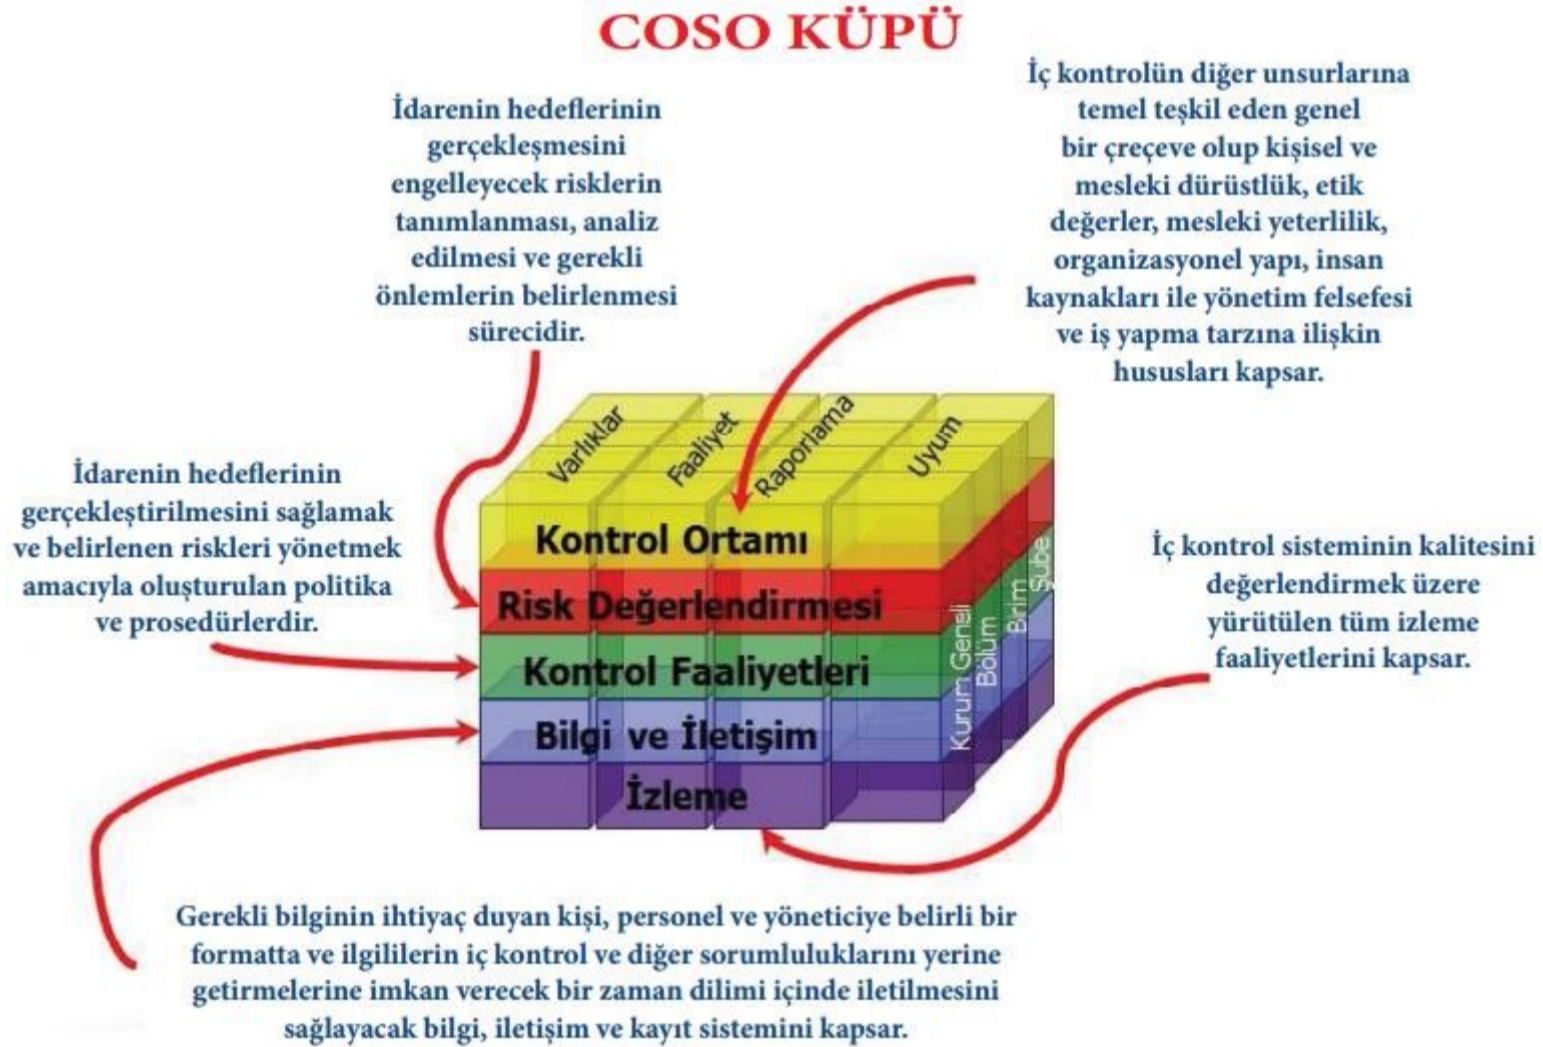 COSO KÜPÜ
İdarenin hedeflerinin
gerçekleşmesini
engelleyecek risklerin
tanımlanması, analiz
edilmesi ve gerekli
önlemlerin belirlenmesi
sürecidir.
İç kontrolün diğer unsurlarına
temel teşkil eden genel
bir çreçeve olup kişisel ve
mesleki dürüstlük, etik
değerler, mesleki yeterlilik,
organizasyonel yapı, insan
kaynakları ile yönetim felsefesi
ve iş yapma tarzına ilişkin
hususları kapsar.
İdarenin hedeflerinin
gerçekleştirilmesini sağlamak
ve belirlenen riskleri yönetmek
amacıyla oluşturulan politika
ve prosedürlerdir.
Varlıklar
Faaliyet
Raporlama
Uyum
Kontrol Ortamı
Risk Değerlendirmesi
Kontrol Faaliyetleri
Bilgi ve İletişim
İzleme
Kurum Geneli
Bölüm
Birim
Şube
İç kontrol sisteminin kalitesini
değerlendirmek üzere
yürütülen tüm izleme
faaliyetlerini kapsar.
Gerekli bilginin ihtiyaç duyan kişi, personel ve yöneticiye belirli bir
formatta ve ilgililerin iç kontrol ve diğer sorumluluklarını yerine
getirmelerine imkan verecek bir zaman dilimi içinde iletilmesini
sağlayacak bilgi, iletişim ve kayıt sistemini kapsar.